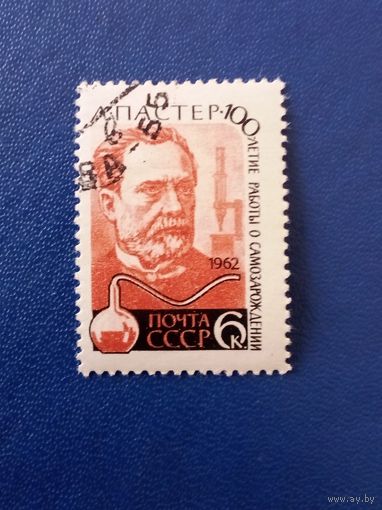 ПАСТЕР·100
ЛЕТИЕ РАБОТЫ О САМОЗАРОЖДЕНИИ
1962
ПОЧТА
СССР
6к.
www.ay.by